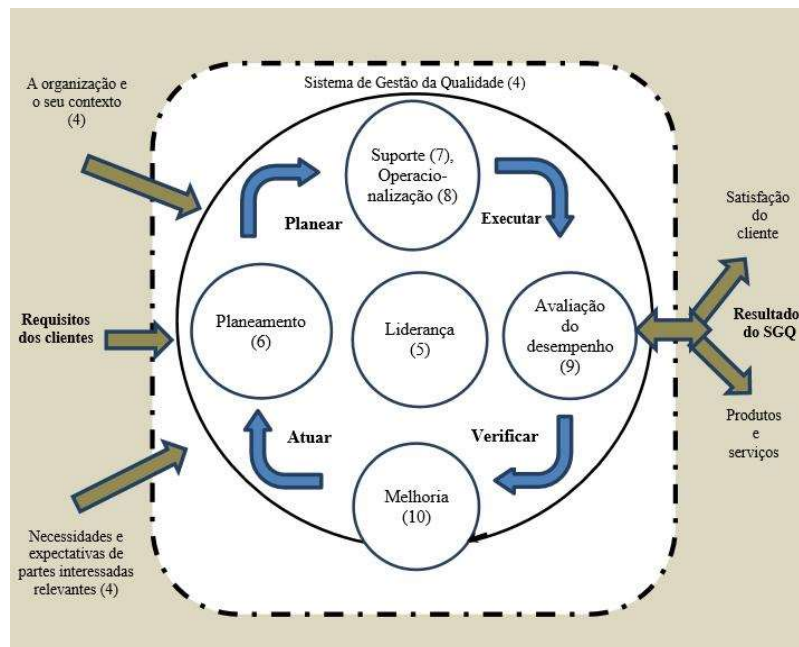 Sistema de Gestão da Qualidade (4)
A organização e
o seu contexto
(4)
Suporte (7),
Operacio-
nalização (8)
Planear
Executar
Satisfação
do
cliente
Requisitos
dos clientes
Planeamento
(6)
Liderança
(5)
Avaliação
do
desempenho
(9)
Resultado
do SGQ
Atuar
Verificar
Produtos
e
serviços
Melhoria
(10)
Necessidades e
expectativas de
partes interessadas
relevantes (4)